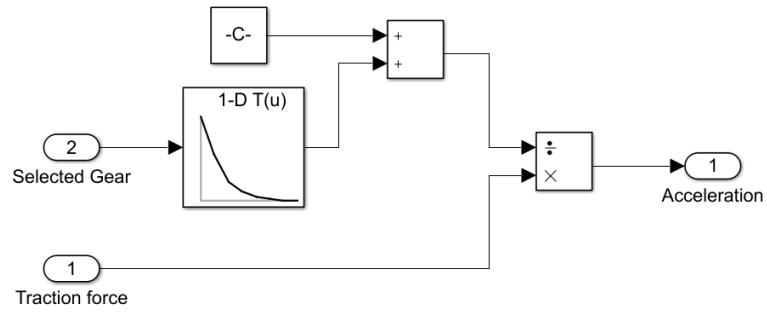 -C-
+
+
1-D T(u)
2
Selected Gear
÷
×
1
Acceleration
1
Traction force